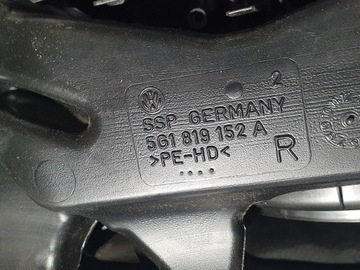 2
SSP GERMANY
5G1 819 152 A
>PE-HD<
R